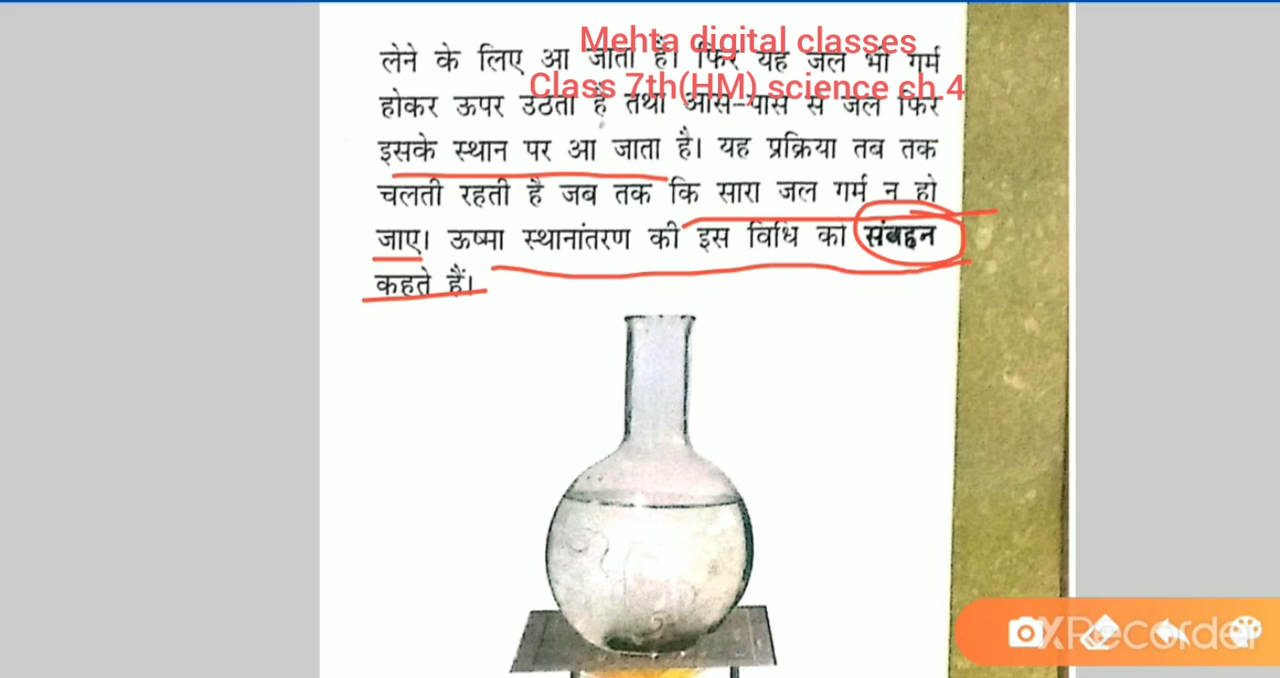 Mehta digital classes
Class 7th(HM) science ch.4
लेने के लिए आ जाता है। फिर यह जल भी गर्म
होकर ऊपर उठता है तथा आस-पास से जल फिर
इसके स्थान पर आ जाता है। यह प्रक्रिया तब तक
चलती रहती है जब तक कि सारा जल गर्म न हो
जाए। ऊष्मा स्थानांतरण की इस विधि को संवहन
कहते हैं।
XRecorder